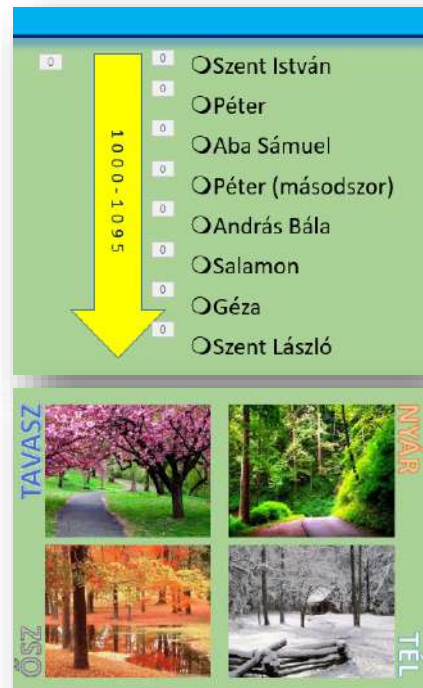 0
0
Szent István
0
Péter
0
Aba Sámuel
0
Péter (másodszor)
0
András Bála
0
Salamon
0
Géza
0
Szent László
1000-1095
TAVASZ
NYÁR
ŐSZ
TÉL